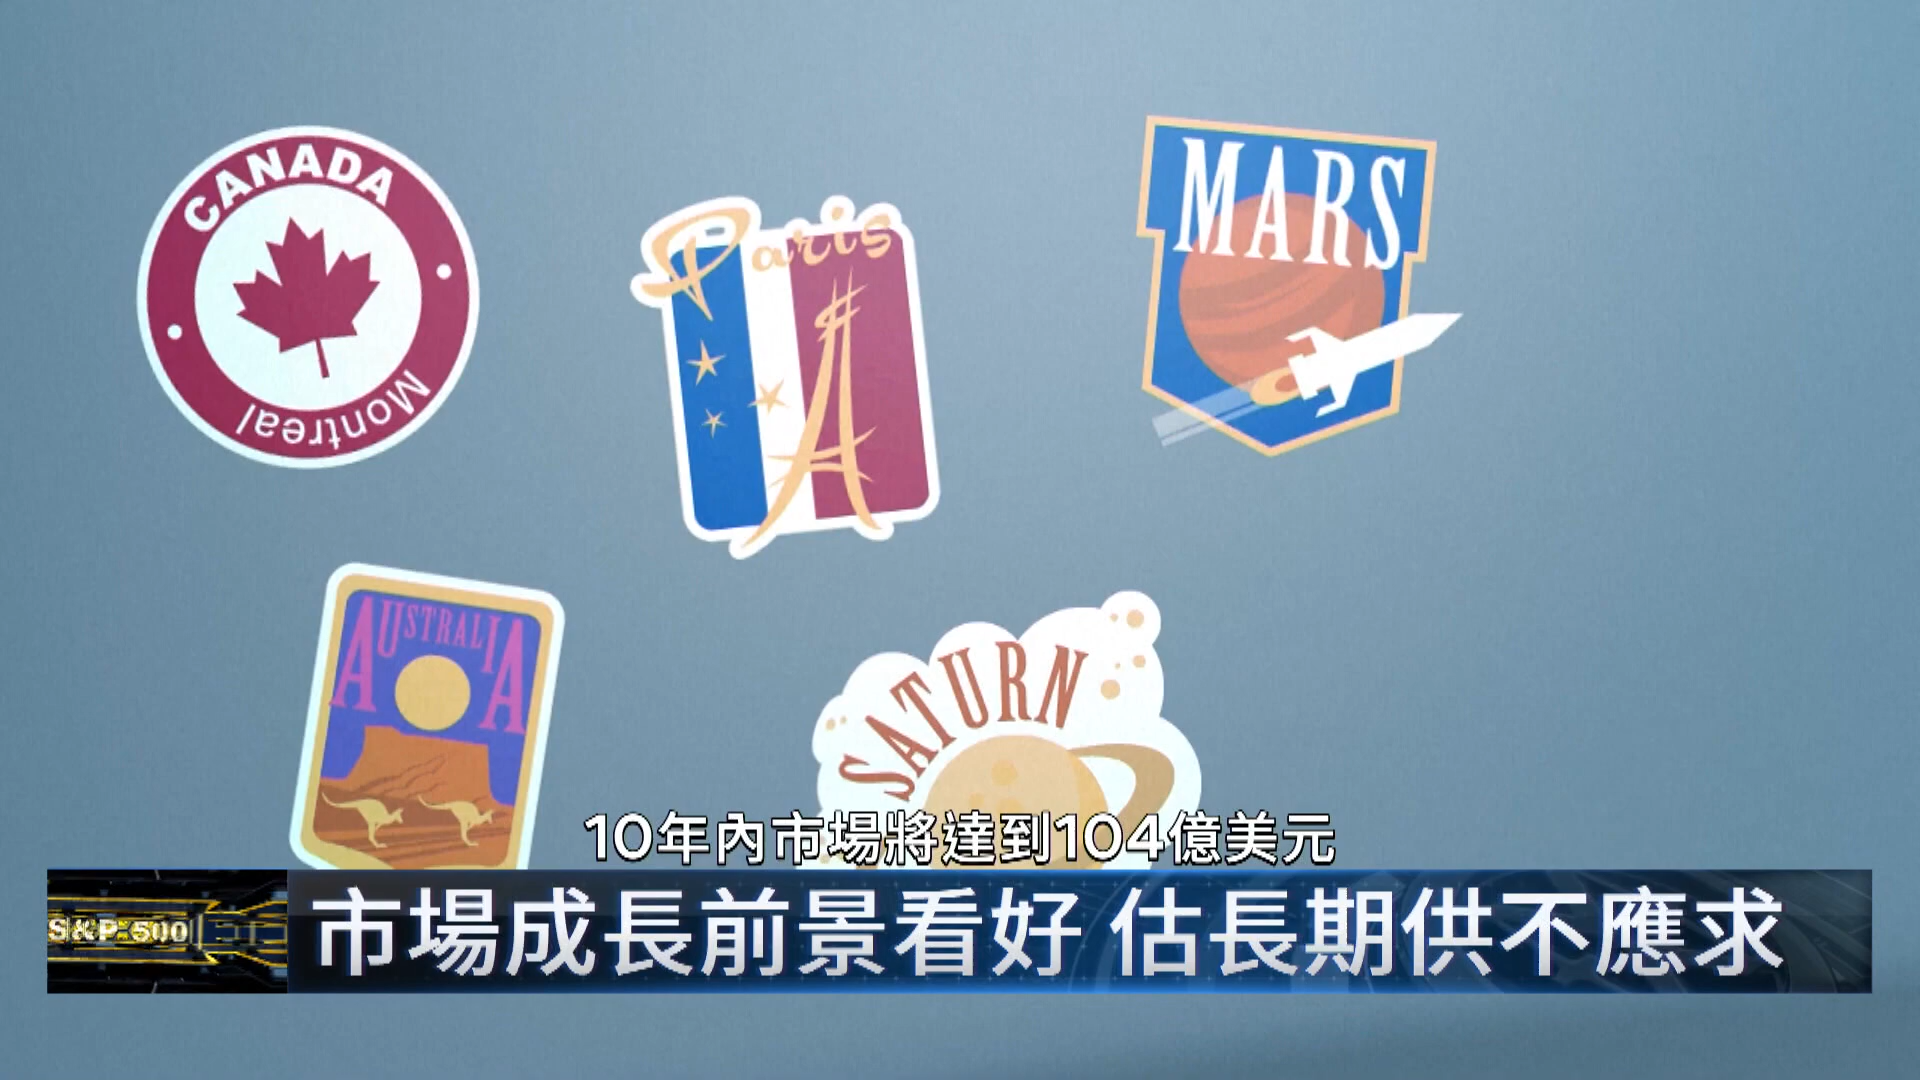 CANADA
Montreal
Paris
MARS
AUSTRALIA
SATURN
10年內市場將達到104億美元
S&P 500
市場成長前景看好 估長期供不應求